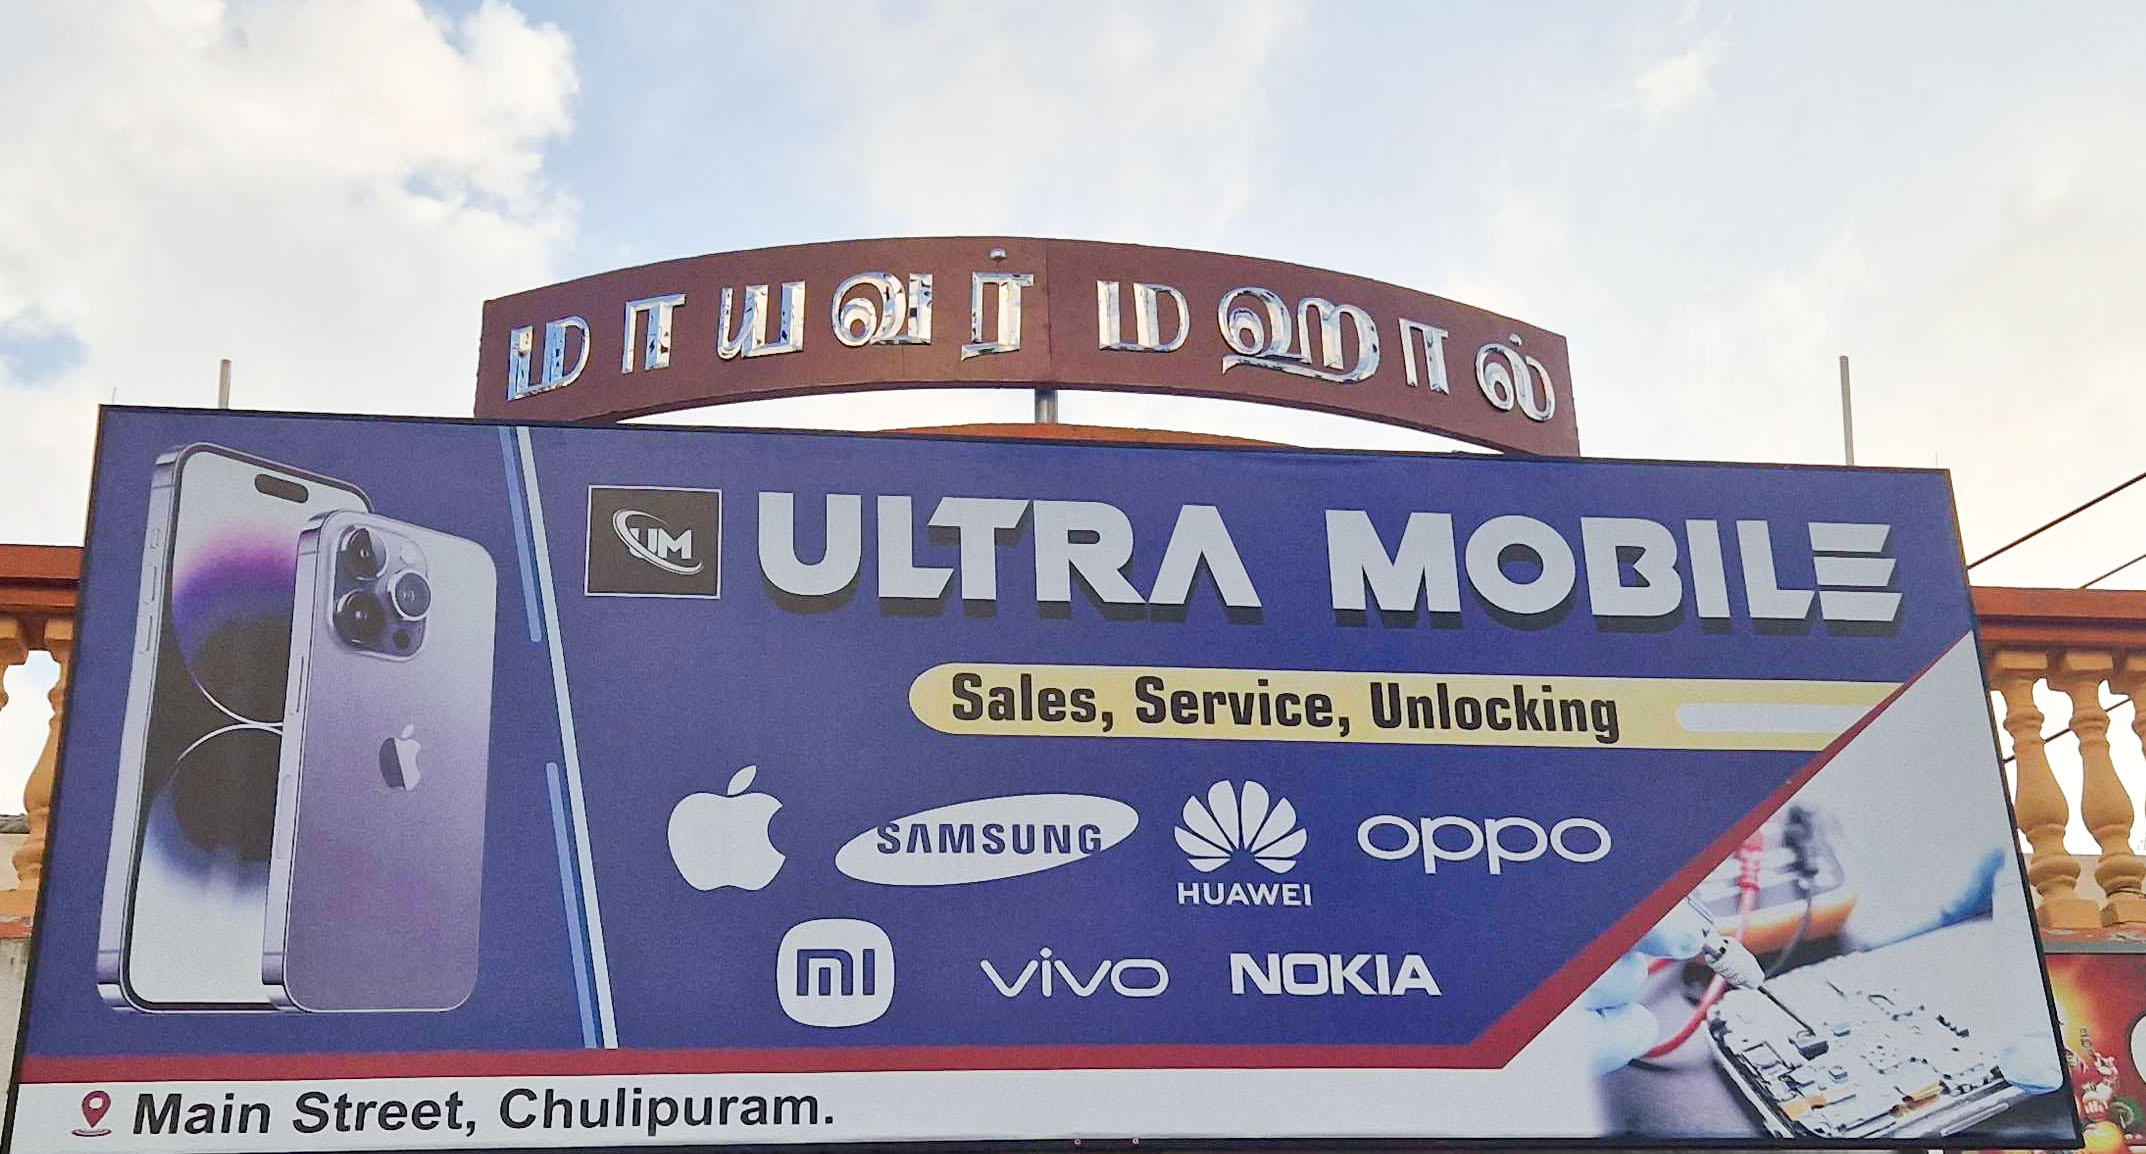 மாயவர் மஹால்
UM ULTRA MOBILE
Sales, Service, Unlocking
SAMSUNG HUAWEI oppo
mi vivo NOKIA
Main Street, Chulipuram.